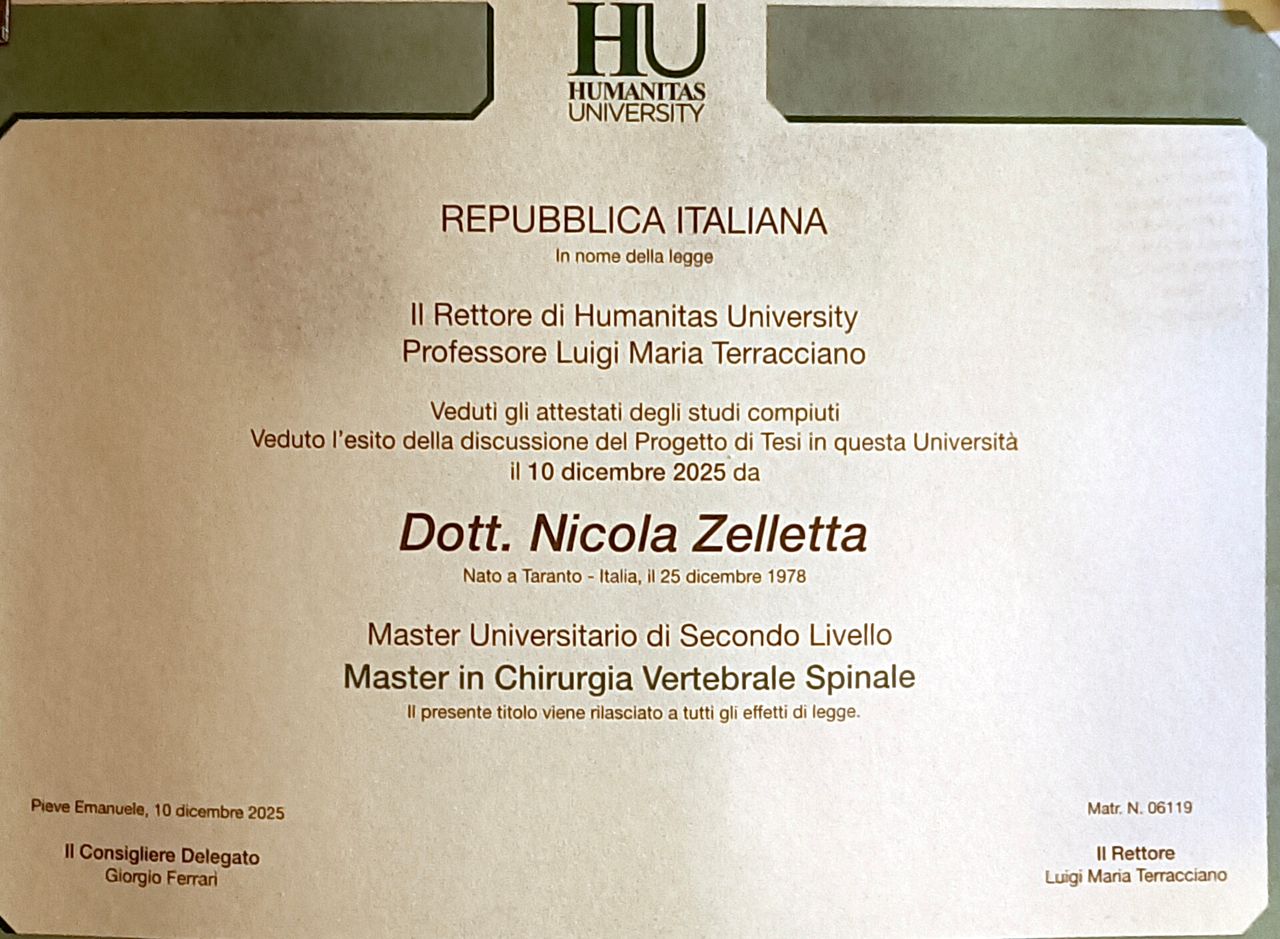 HU
HUMANITAS
UNIVERSITY
REPUBBLICA ITALIANA
In nome della legge
Il Rettore di Humanitas University
Professore Luigi Maria Terracciano
Veduti gli attestati degli studi compiuti
Veduto l'esito della discussione del Progetto di Tesi in questa Università
il 10 dicembre 2025 da
Dott. Nicola Zelletta
Nato a Taranto - Italia, il 25 dicembre 1978
Master Universitario di Secondo Livello
Master in Chirurgia Vertebrale Spinale
Il presente titolo viene rilasciato a tutti gli effetti di legge.
Pieve Emanuele, 10 dicembre 2025
Il Consigliere Delegato
Giorgio Ferrari
Matr. N. 06119
Il Rettore
Luigi Maria Terracciano